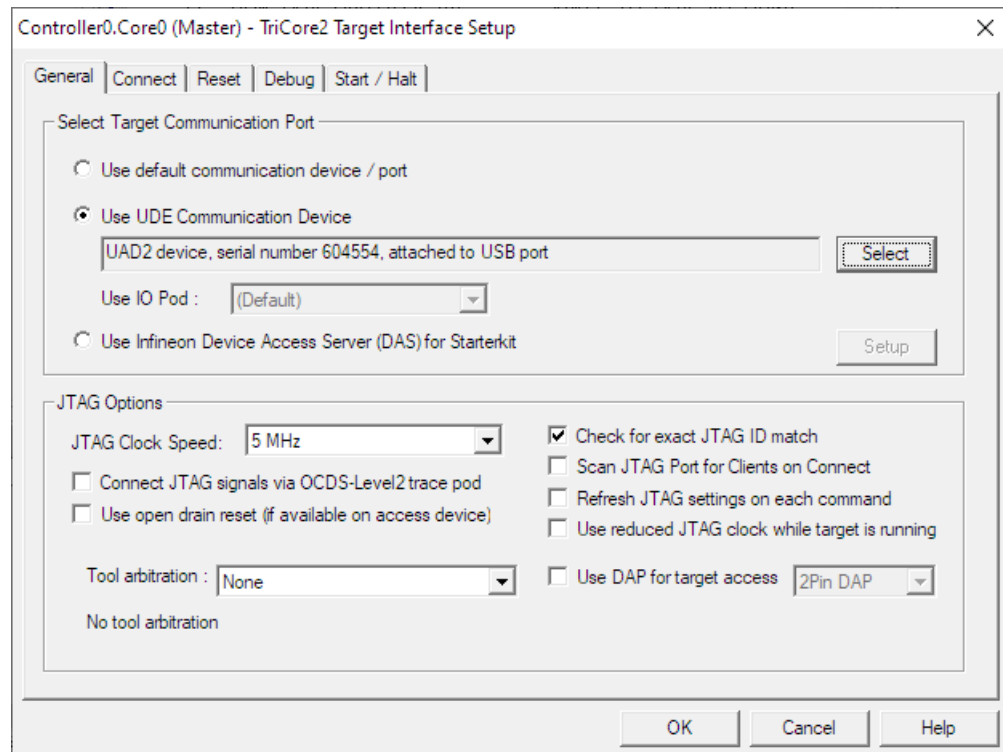 Controller0.Core0 (Master) - TriCore2 Target Interface Setup
General Connect Reset Debug Start / Halt
Select Target Communication Port
Use default communication device / port
Use UDE Communication Device
UAD2 device, serial number 604554, attached to USB port
Select
Use IO Pod :
(Default)
Use Infineon Device Access Server (DAS) for Starterkit
Setup
JTAG Options
JTAG Clock Speed:
5 MHz
Connect JTAG signals via OCDS-Level2 trace pod
Use open drain reset (if available on access device)
Check for exact JTAG ID match
Scan JTAG Port for Clients on Connect
Refresh JTAG settings on each command
Use reduced JTAG clock while target is running
Tool arbitration :
None
No tool arbitration
Use DAP for target access
2Pin DAP
OK
Cancel
Help